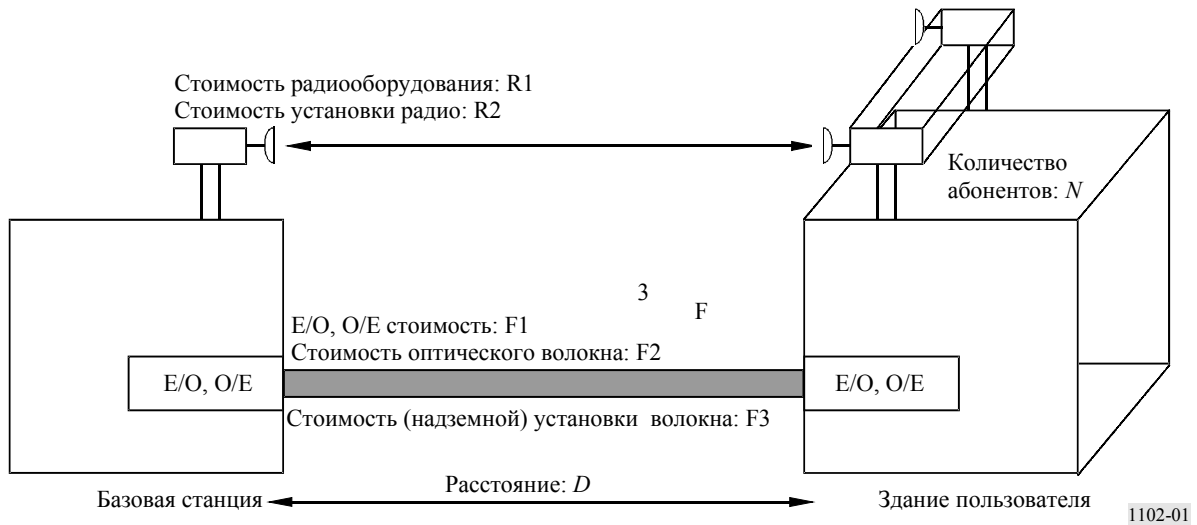 Стоимость радиооборудования: R1
Стоимость установки радио: R2
Количество
абонентов: N
3
F
E/O, O/E стоимость: F1
Стоимость оптического волокна: F2
E/O, O/E
E/O, O/E
Стоимость (надземной) установки волокна: F3
Расстояние: D
Базовая станция
Здание пользователя
1102-01